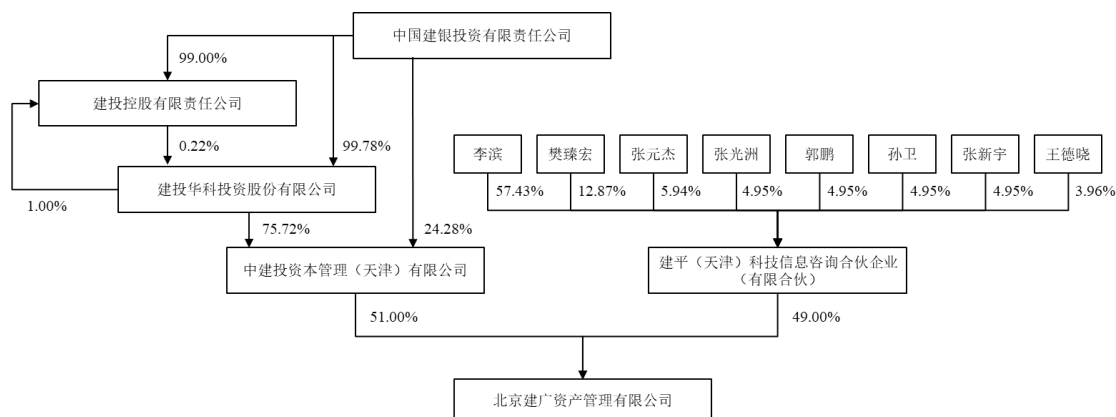 中国建银投资有限责任公司
99.00%
建投控股有限责任公司
0.22%
99.78%
李滨
樊臻宏
张元杰
张光洲
郭鹏
孙卫
张新宇
王德晓
建投华科投资股份有限公司
57.43%
12.87%
5.94%
4.95%
4.95%
4.95%
4.95%
3.96%
1.00%
75.72%
24.28%
中建投资本管理（天津）有限公司
建平（天津）科技信息咨询合伙企业
（有限合伙）
51.00%
49.00%
北京建广资产管理有限公司